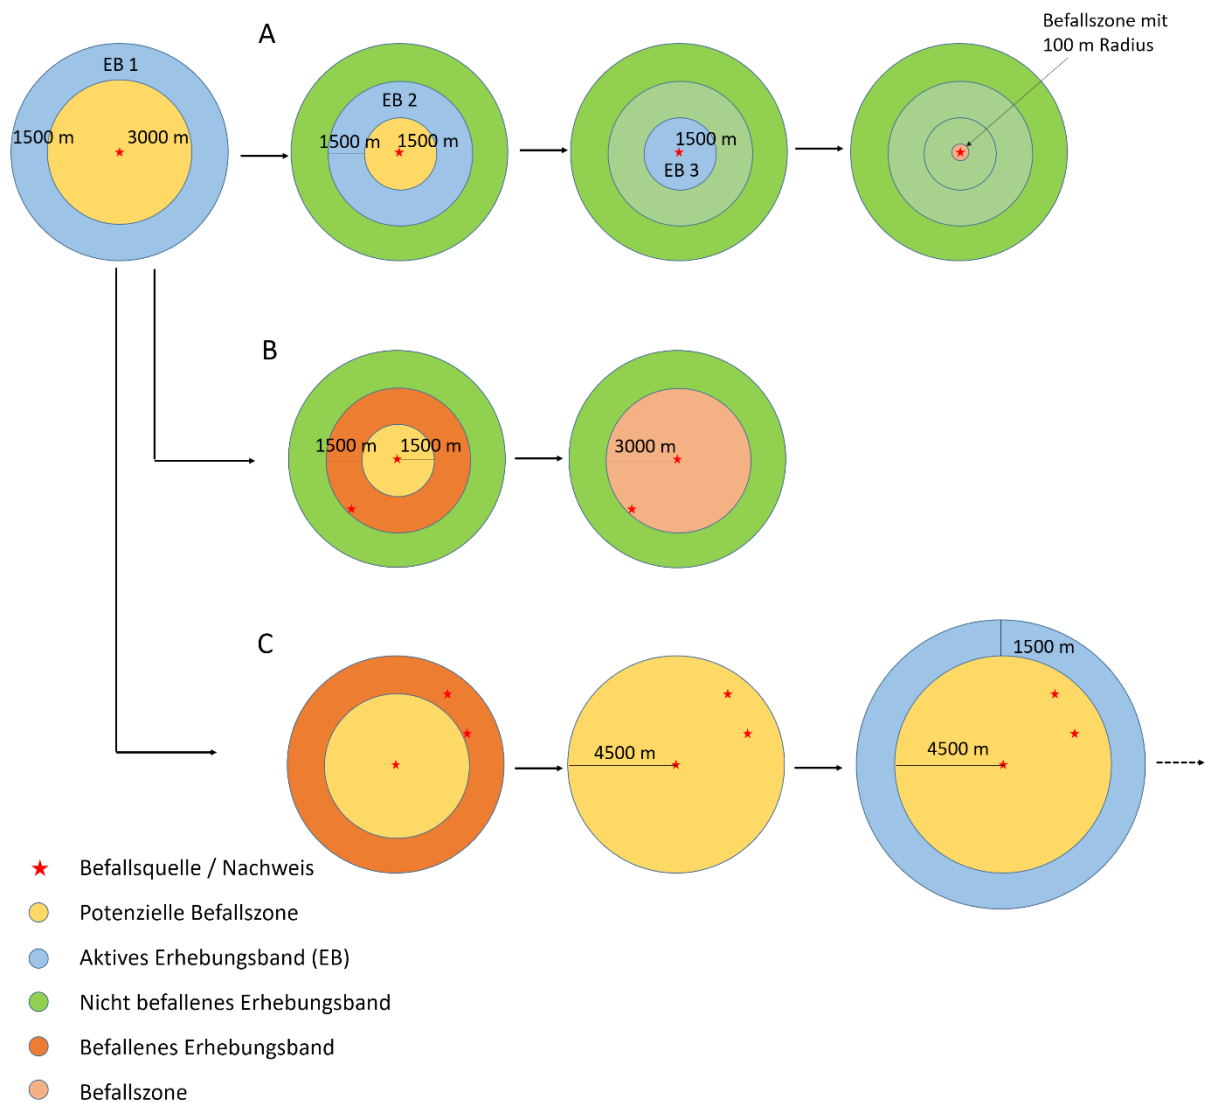 A
EB 1
1500 m
3000 m
EB 2
1500 m
1500 m
1500 m
EB 3
Befallszone mit
100 m Radius
B
1500 m
1500 m
3000 m
C
4500 m
1500 m
4500 m
Befallsquelle / Nachweis
Potenzielle Befallszone
Aktives Erhebungsband (EB)
Nicht befallenes Erhebungsband
Befallenes Erhebungsband
Befallszone